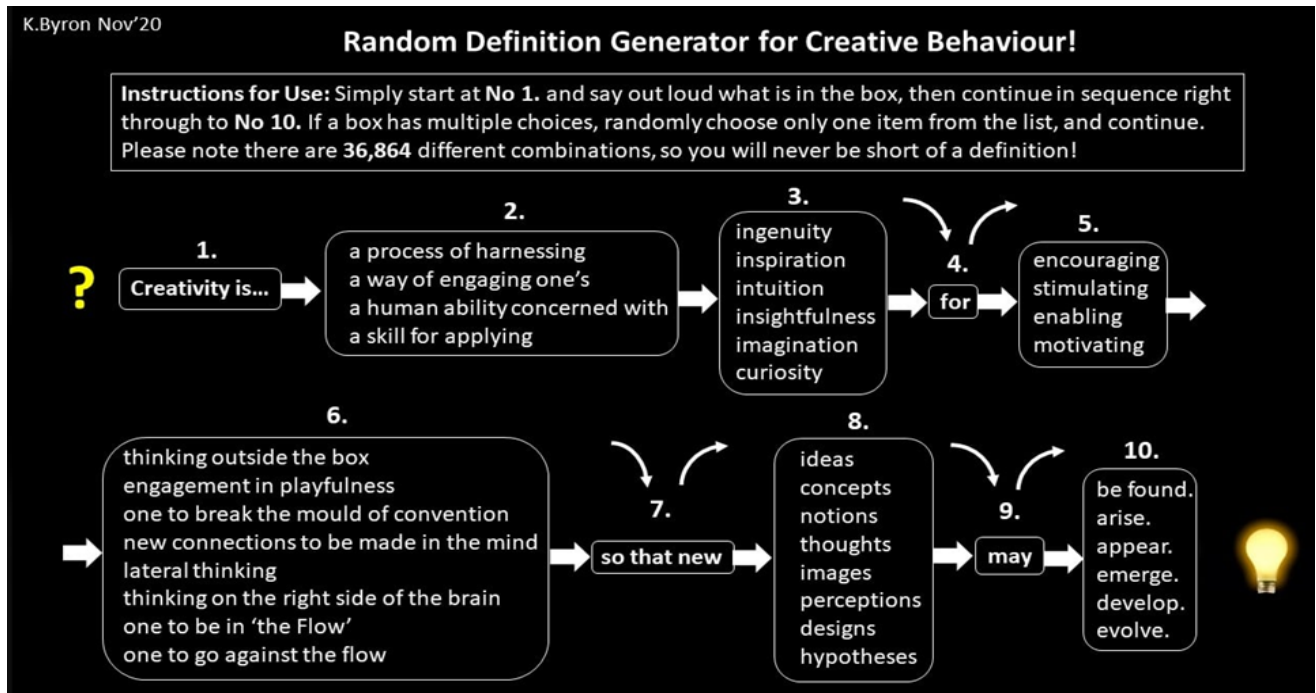 K.Byron Nov'20
Random Definition Generator for Creative Behaviour!
Instructions for Use: Simply start at No 1. and say out loud what is in the box, then continue in sequence right
through to No 10. If a box has multiple choices, randomly choose only one item from the list, and continue.
Please note there are 36,864 different combinations, so you will never be short of a definition!
?
1.
Creativity is...
2.
a process of harnessing
a way of engaging one's
a human ability concerned with
a skill for applying
3.
ingenuity
inspiration
intuition
insightfulness
imagination
curiosity
4.
for
5.
encouraging
stimulating
enabling
motivating
6.
thinking outside the box
engagement in playfulness
one to break the mould of convention
new connections to be made in the mind
lateral thinking
thinking on the right side of the brain
one to be in 'the Flow'
one to go against the flow
7.
so that new
8.
ideas
concepts
notions
thoughts
images
perceptions
designs
hypotheses
9.
may
10.
be found.
arise.
appear.
emerge.
develop.
evolve.